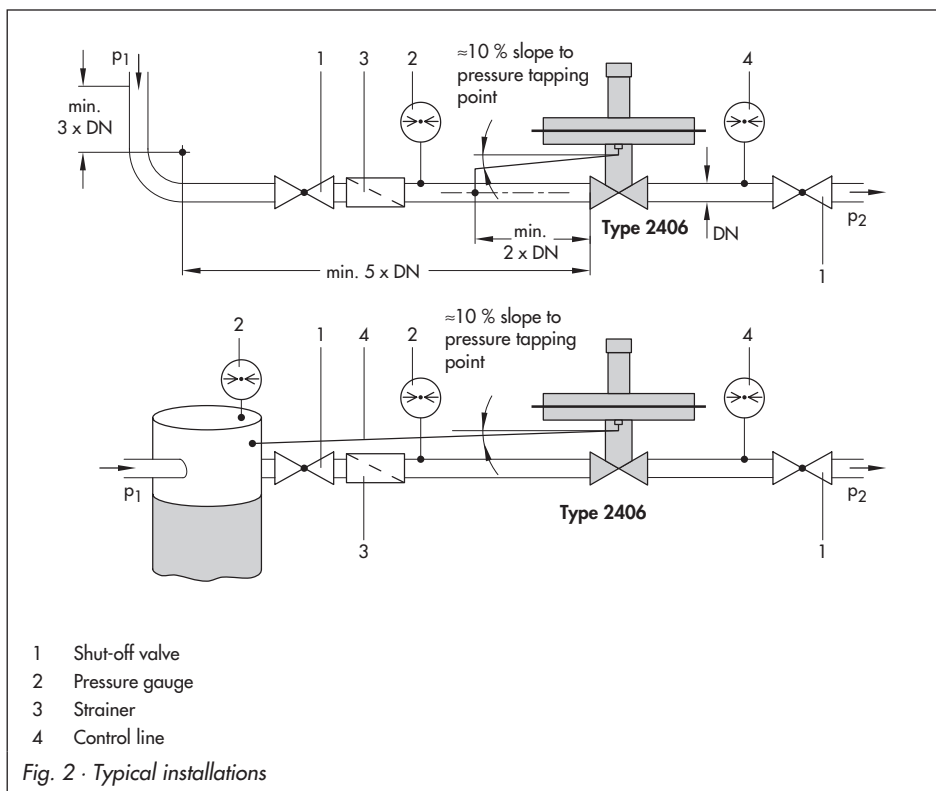 p1
1
3
2
≈10 % slope to
pressure tapping
point
4
min.
3 x DN
min.
2 x DN
Type 2406
DN
p2
min. 5 x DN
1
2
1
4
2
≈10 % slope to
pressure tapping
point
4
p1
Type 2406
p2
3
1
1 Shut-off valve
2 Pressure gauge
3 Strainer
4 Control line
Fig. 2 · Typical installations